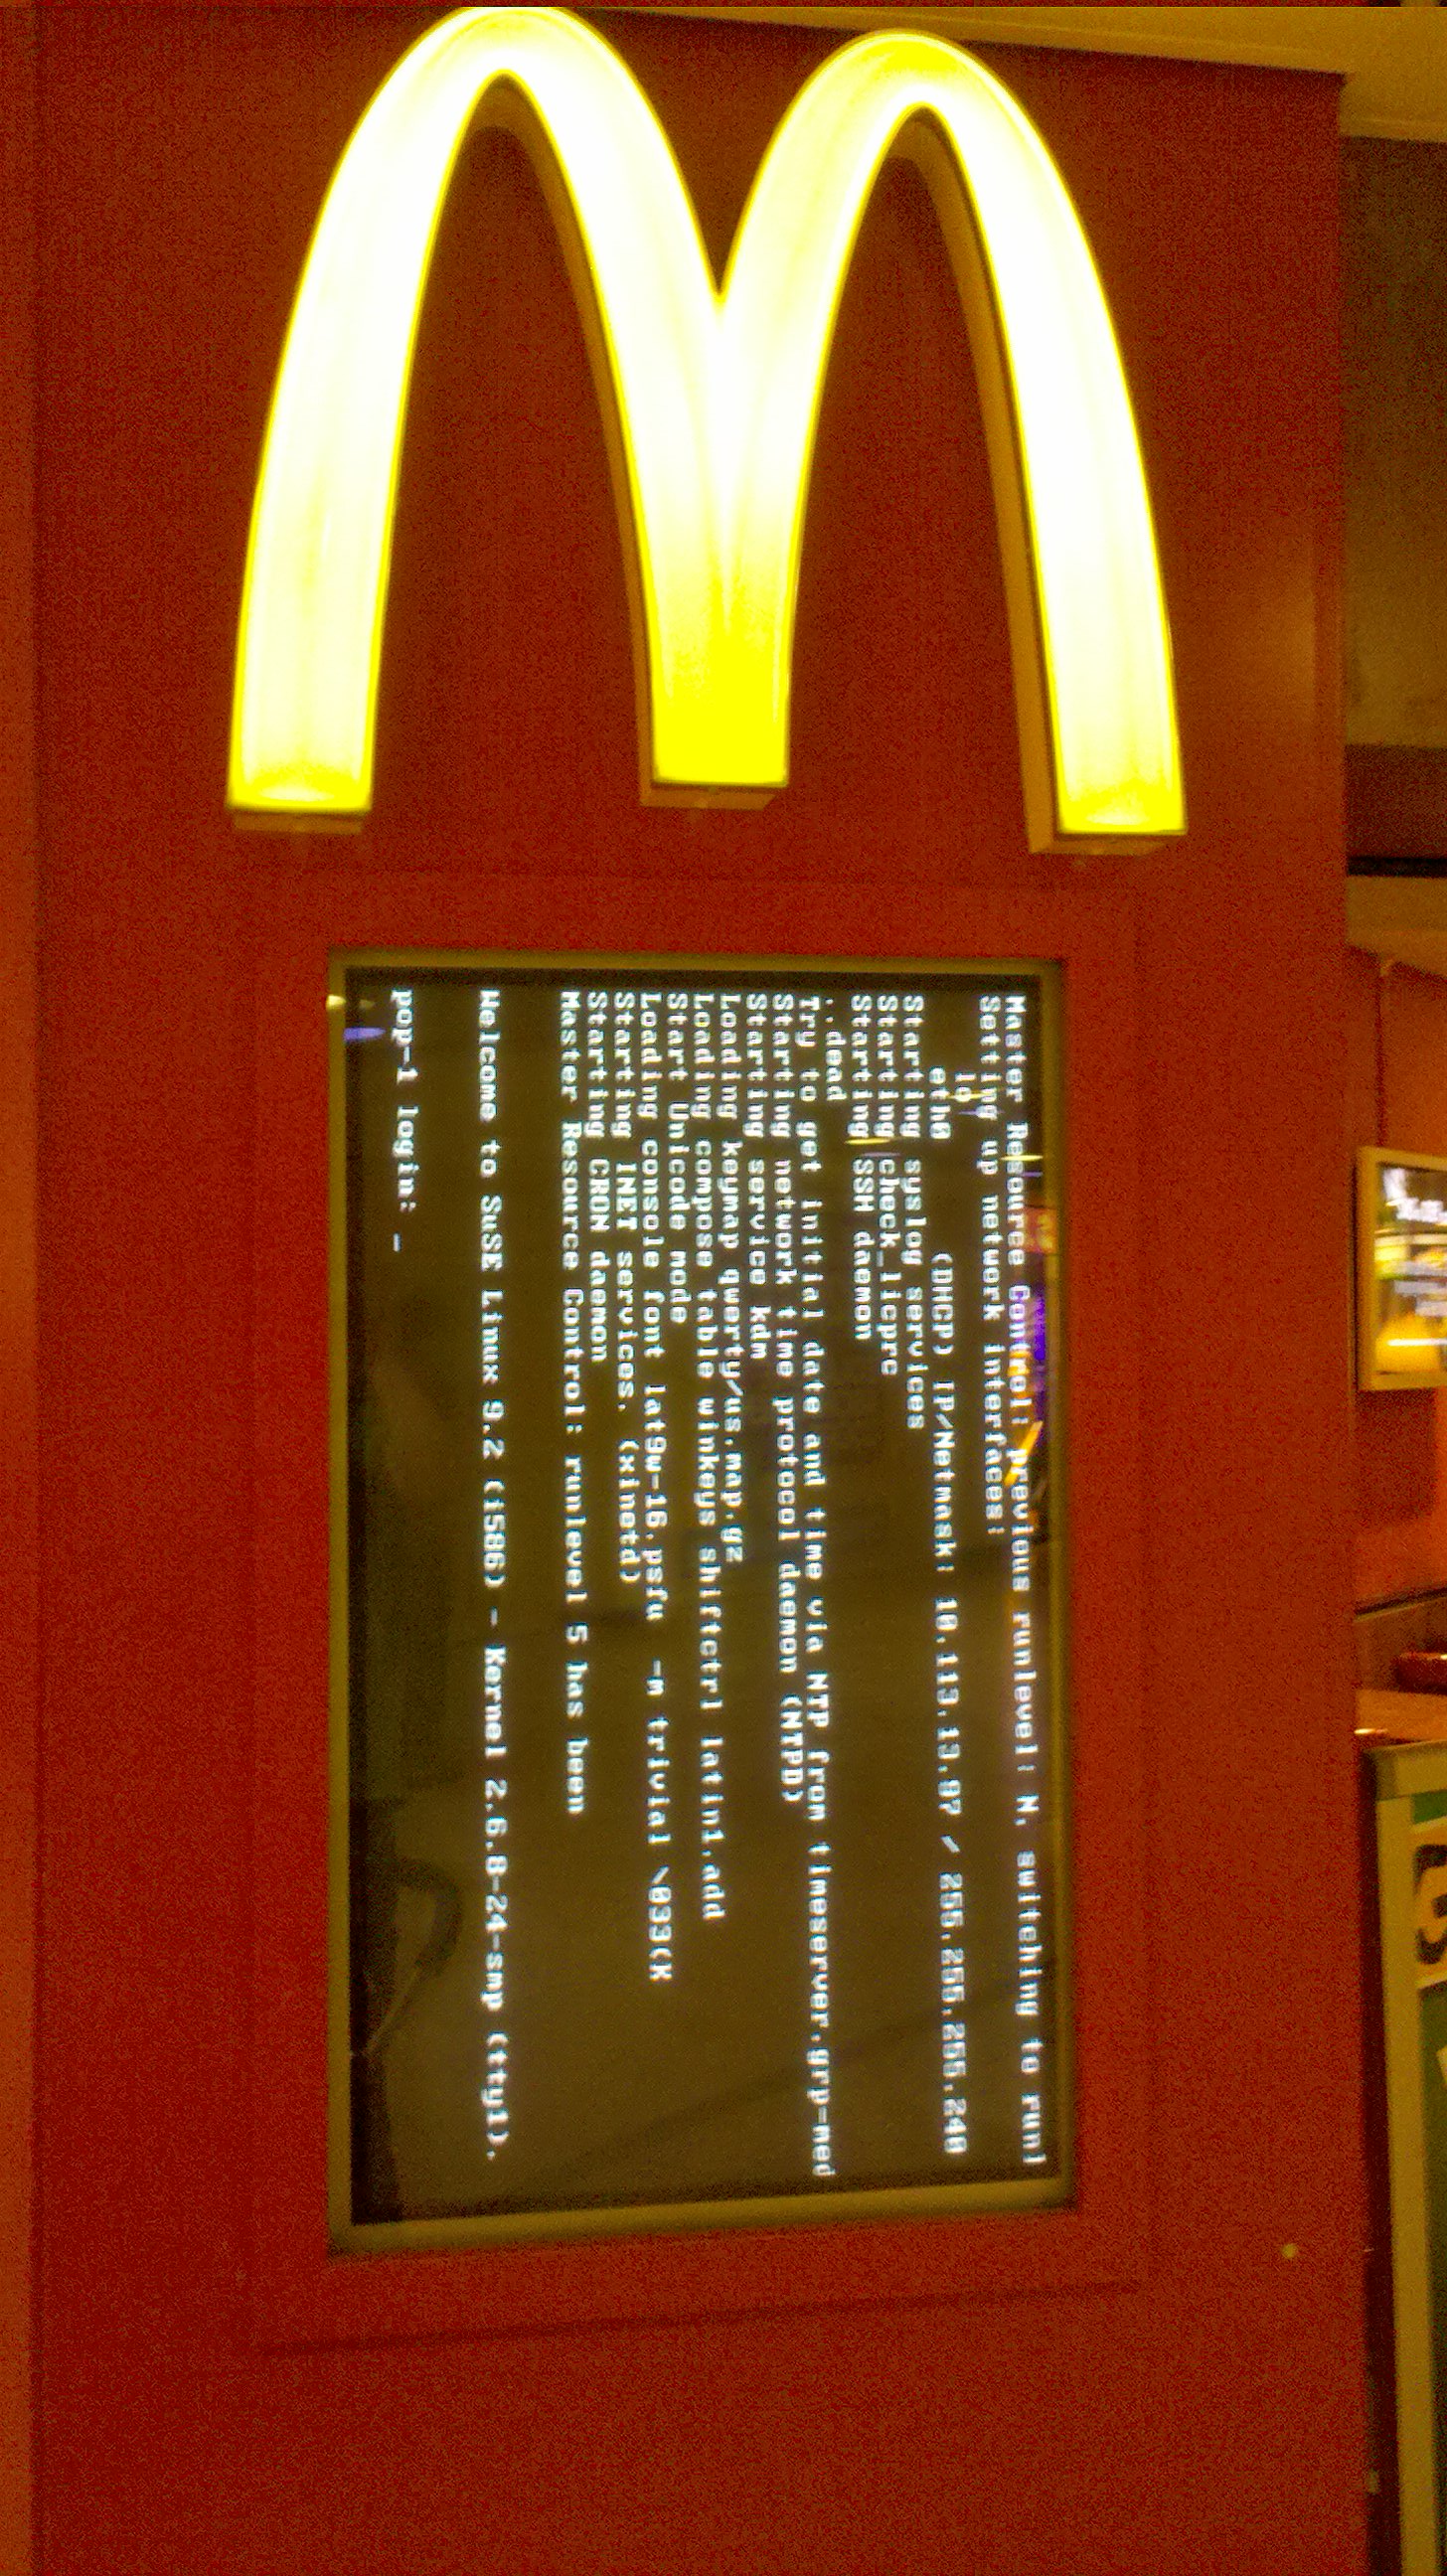 Master Resource Control: previous runlevel: N, switching to runl
Setting up network interfaces:
lo
eth0 (DHCP) IP/Netmask: 10.113.13.97 / 255.255.255.240
Starting syslog services
Starting check_licprc
Starting SSH daemon
..dead
Try to get initial date and time via NTP from timeserver.grp-med
Starting network time protocol daemon (NTPD)
Starting service kdm
Loading keymap qwerty/us.map.gz
Loading compose table winkeys shiftctrl latin1.add
Start Unicode mode
Loading console font lat9w-16.psfu -m trivial \033(K
Starting INET services. (xinetd)
Starting CRON daemon
Master Resource Control: runlevel 5 has been
Welcome to SuSE Linux 9.2 (i586) - Kernel 2.6.8-24-smp (tty1).
pop-1 login: _